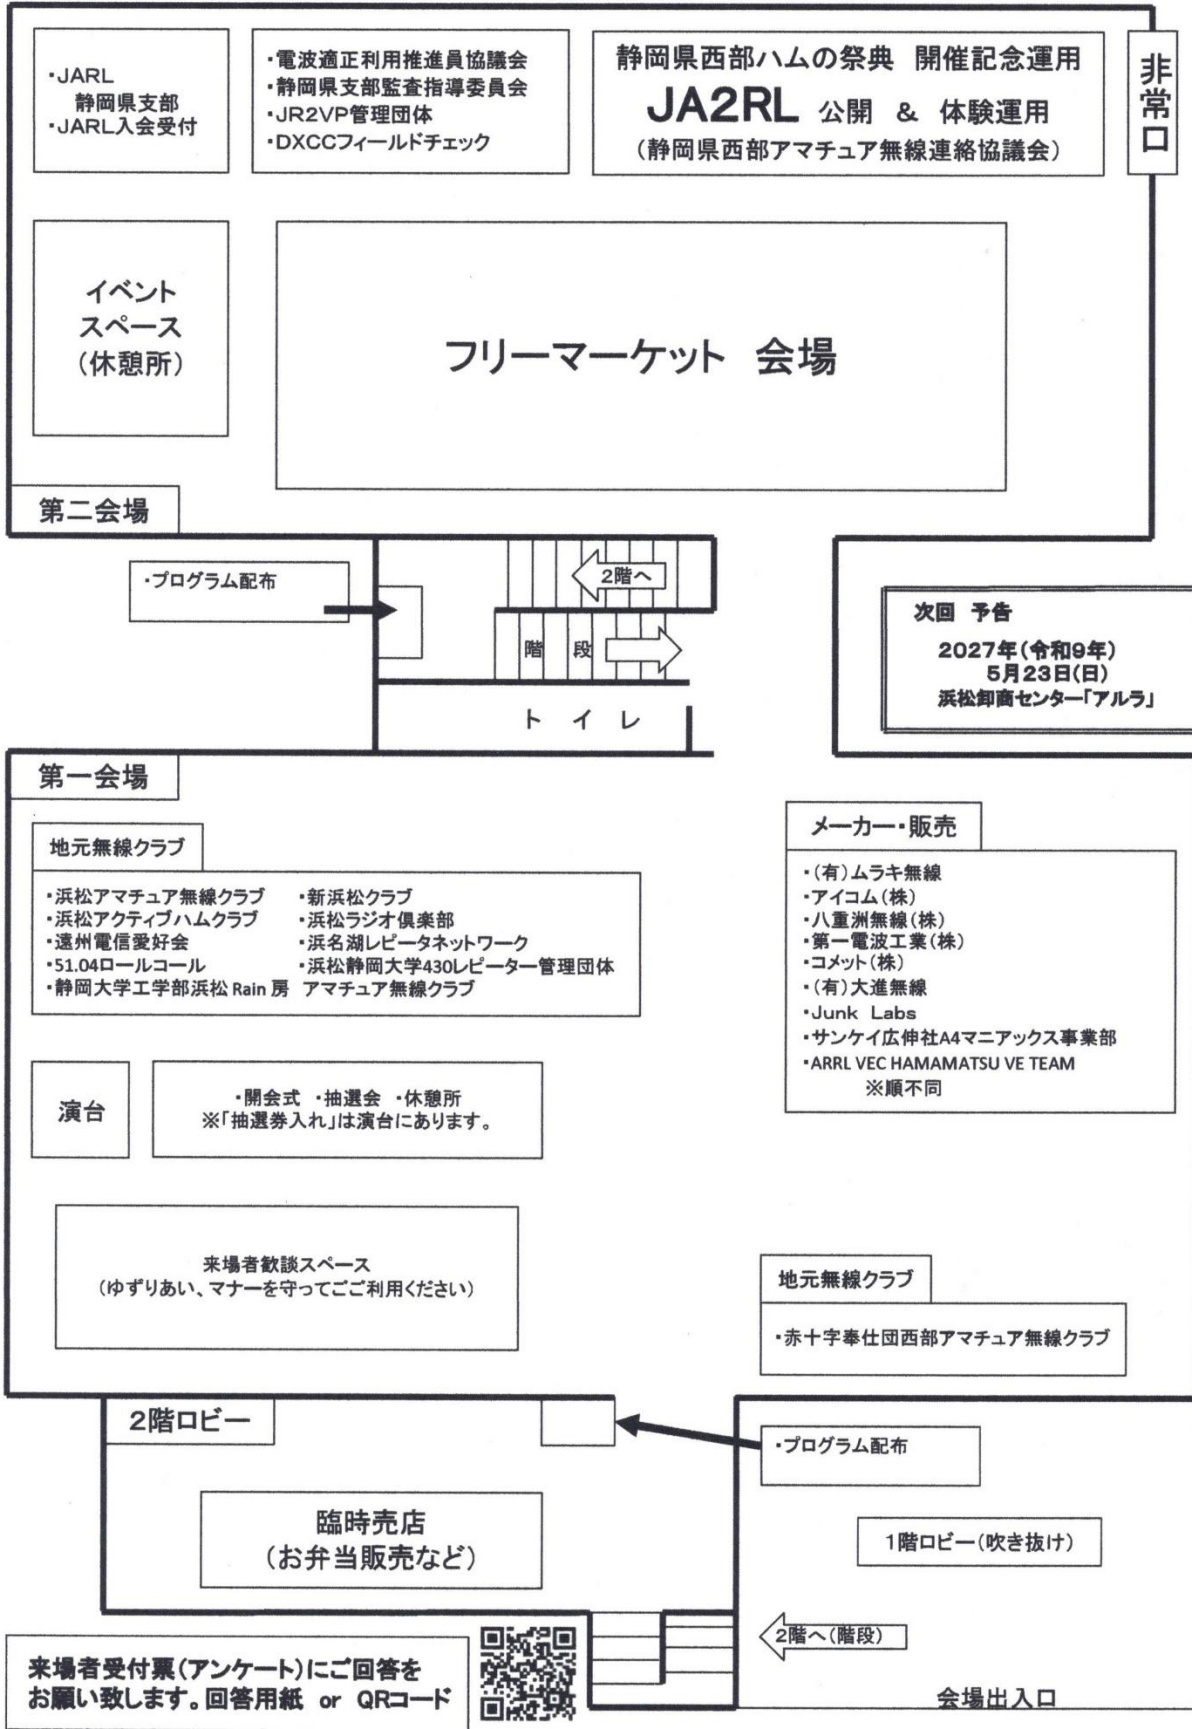 ・JARL
静岡県支部
・JARL入会受付
・電波適正利用推進員協議会
・静岡県支部監査指導委員会
・JR2VP管理団体
・DXCCフィールドチェック
静岡県西部ハムの祭典 開催記念運用
JA2RL 公開 & 体験運用
(静岡県西部アマチュア無線連絡協議会)
非常口
イベント
スペース
(休憩所)
フリーマーケット 会場
第二会場
・プログラム配布
2階へ
階 段
トイレ
次回 予告
2027年(令和9年)
5月23日(日)
浜松卸商センター「アルラ」
第一会場
地元無線クラブ
・浜松アマチュア無線クラブ ・新浜松クラブ
・浜松アクティブハムクラブ ・浜松ラジオ倶楽部
・遠州電信愛好会 ・浜名湖レピータネットワーク
・51.04ロールコール ・浜松静岡大学430レピーター管理団体
・静岡大学工学部浜松 Rain 房 アマチュア無線クラブ
メーカー・販売
・(有)ムラキ無線
・アイコム(株)
・八重洲無線(株)
・第一電波工業(株)
・コメット(株)
・(有)大進無線
・Junk Labs
・サンケイ広伸社A4マニアックス事業部
・ARRL VEC HAMAMATSU VE TEAM
※順不同
演台
・開会式 ・抽選会 ・休憩所
※「抽選券入れ」は演台にあります。
来場者歓談スペース
(ゆずりあい、マナーを守ってごご利用ください)
地元無線クラブ
・赤十字奉仕団西部アマチュア無線クラブ
2階ロビー
・プログラム配布
臨時売店
(お弁当販売など)
1階ロビー(吹き抜け)
2階へ(階段)
来場者受付票(アンケート)にご回答を
お願い致します。回答用紙 or QRコード
会場出入口